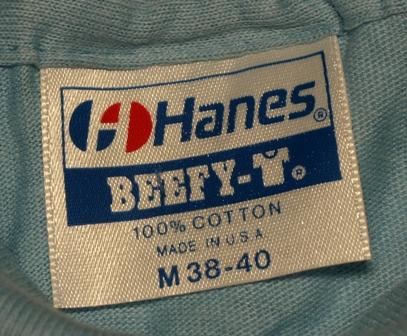 Hanes®
BEEFY-T®
100% COTTON
MADE IN U.S.A.
M 38-40